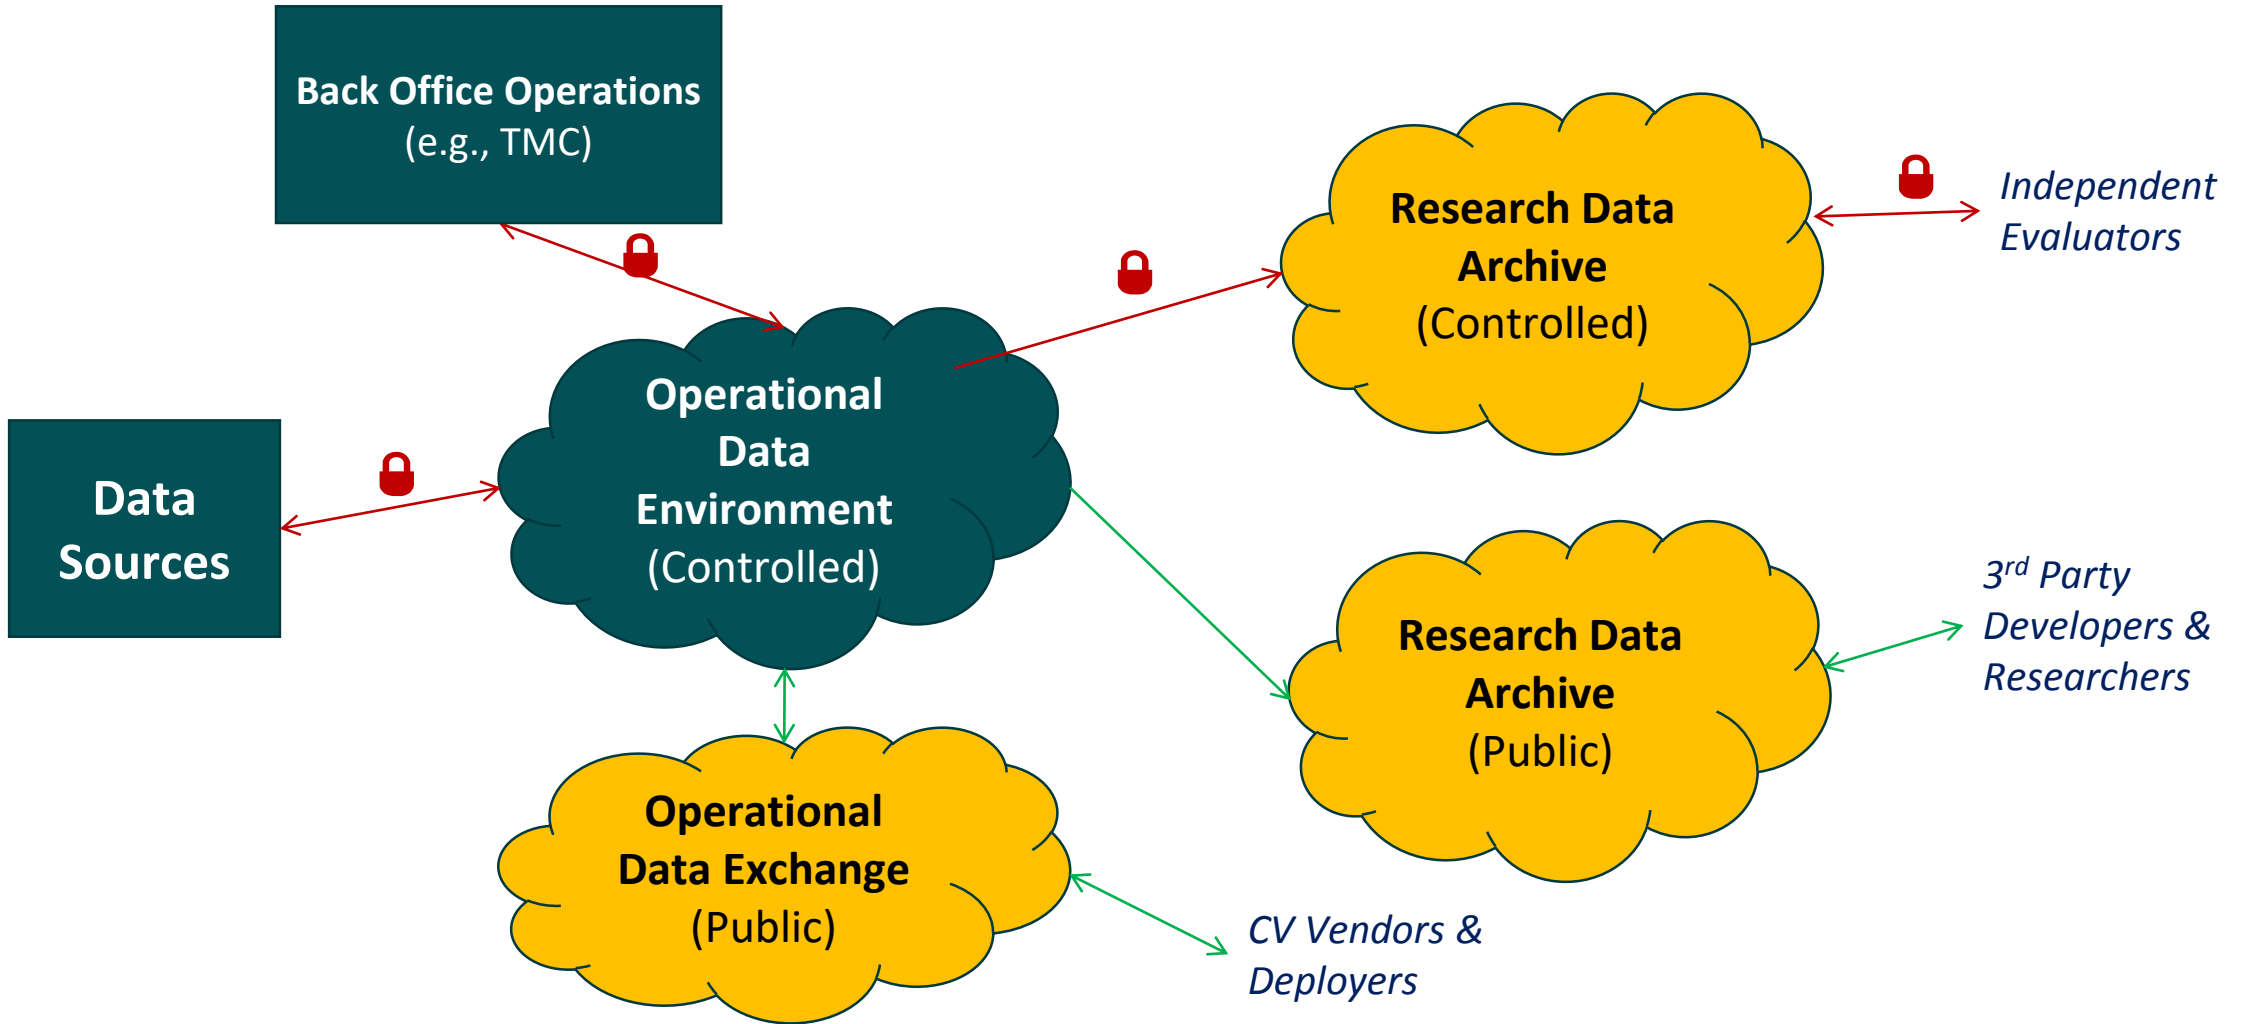 Back Office Operations
(e.g., TMC)
Research Data
Archive
(Controlled)
Independent
Evaluators
Operational
Data
Environment
(Controlled)
Data
Sources
3rd Party
Developers &
Researchers
Research Data
Archive
(Public)
Operational
Data Exchange
(Public)
CV Vendors &
Deployers